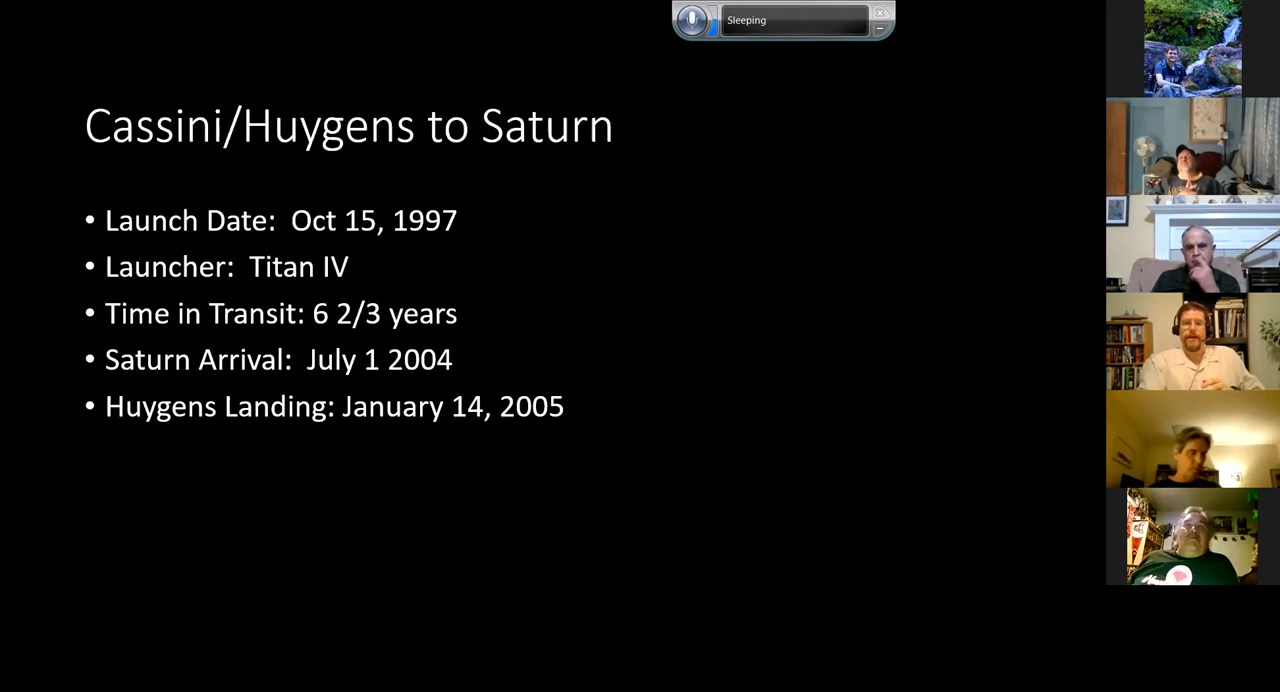 Sleeping
Cassini/Huygens to Saturn
• Launch Date:  Oct 15, 1997
• Launcher:  Titan IV
• Time in Transit: 6 2/3 years
• Saturn Arrival:  July 1 2004
• Huygens Landing: January 14, 2005